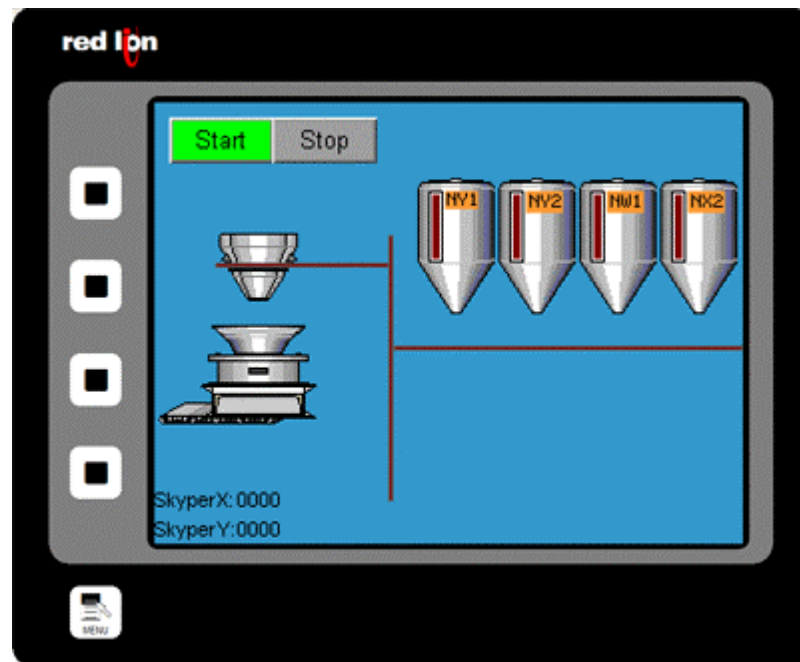 red lion
Start Stop
NY1 NY2 NW1 NX2
SkyperX:0000
SkyperY:0000
MENU